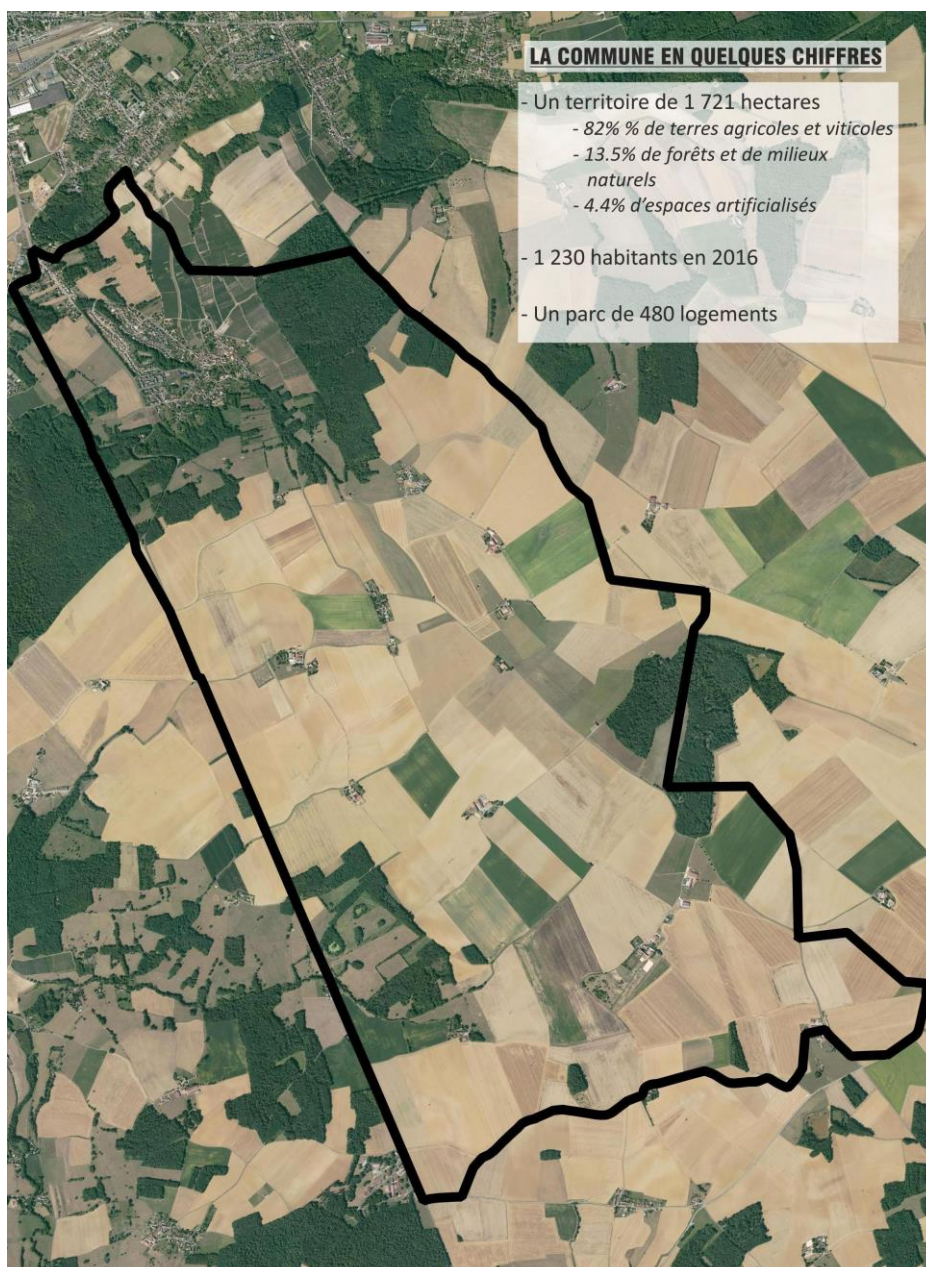 LA COMMUNE EN QUELQUES CHIFFRES
- Un territoire de 1 721 hectares
- 82% % de terres agricoles et viticoles
- 13.5% de forêts et de milieux
naturels
- 4.4% d'espaces artificialisés
- 1 230 habitants en 2016
- Un parc de 480 logements